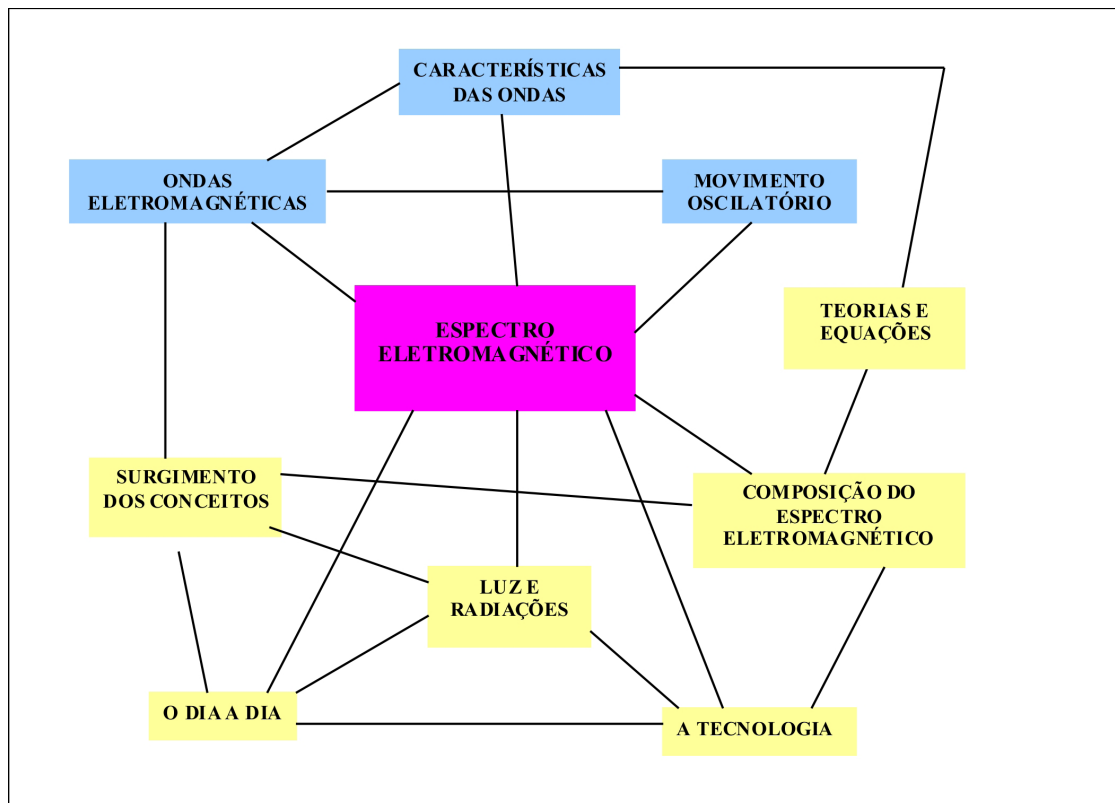 CARACTERÍSTICAS
DAS ONDAS
ONDAS
ELETROMAGNÉTICAS
MOVIMENTO
OSCILATÓRIO
ESPECTRO
ELETROMAGNÉTICO
TEORIAS E
EQUAÇÕES
SURGIMENTO
DOS CONCEITOS
COMPOSIÇÃO DO
ESPECTRO
ELETROMAGNÉTICO
LUZ E
RADIAÇÕES
O DIA A DIA
A TECNOLOGIA